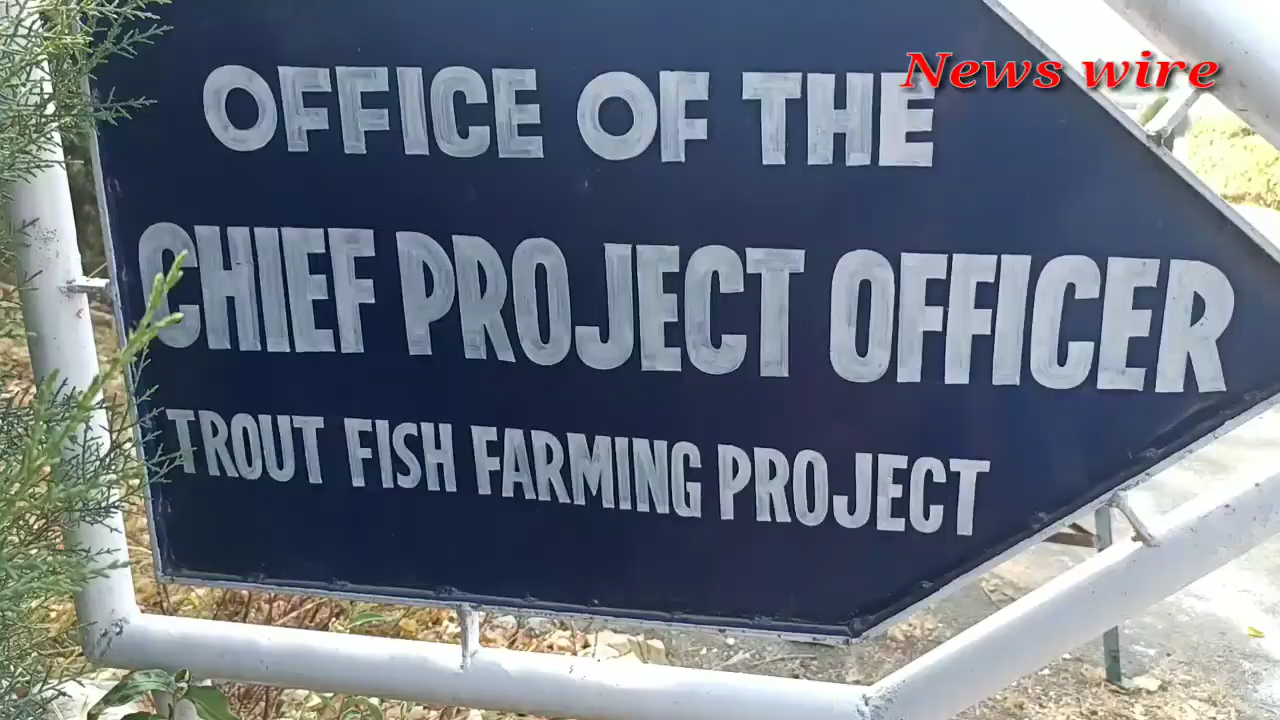 News wire
OFFICE OF THE
CHIEF PROJECT OFFICER
TROUT FISH FARMING PROJECT